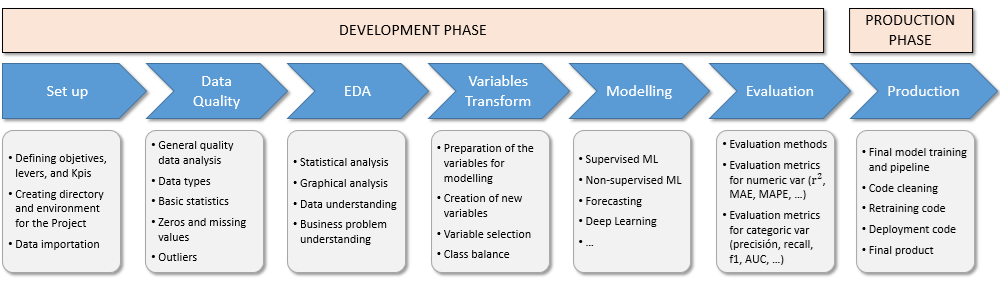 DEVELOPMENT PHASE
PRODUCTION
PHASE
Set up
Data
Quality
EDA
Variables
Transform
Modelling
Evaluation
Production
• Defining objetives,
levers, and Kpis
• Creating directory
and environment
for the Project
• Data importation
• General quality
data analysis
• Data types
• Basic statistics
• Zeros and missing
values
• Outliers
• Statistical analysis
• Graphical analysis
• Data understanding
• Business problem
understanding
• Preparation of the
variables for
modelling
• Creation of new
variables
• Variable selection
• Class balance
• Supervised ML
• Non-supervised ML
• Forecasting
• Deep Learning
• ...
• Evaluation methods
• Evaluation metrics
for numeric var (r²,
MAE, MAPE, ...)
• Evaluation metrics
for categoric var
(precisión, recall,
f1, AUC, ...)
• Final model training
and pipeline
• Code cleaning
• Retraining code
• Deployment code
• Final product